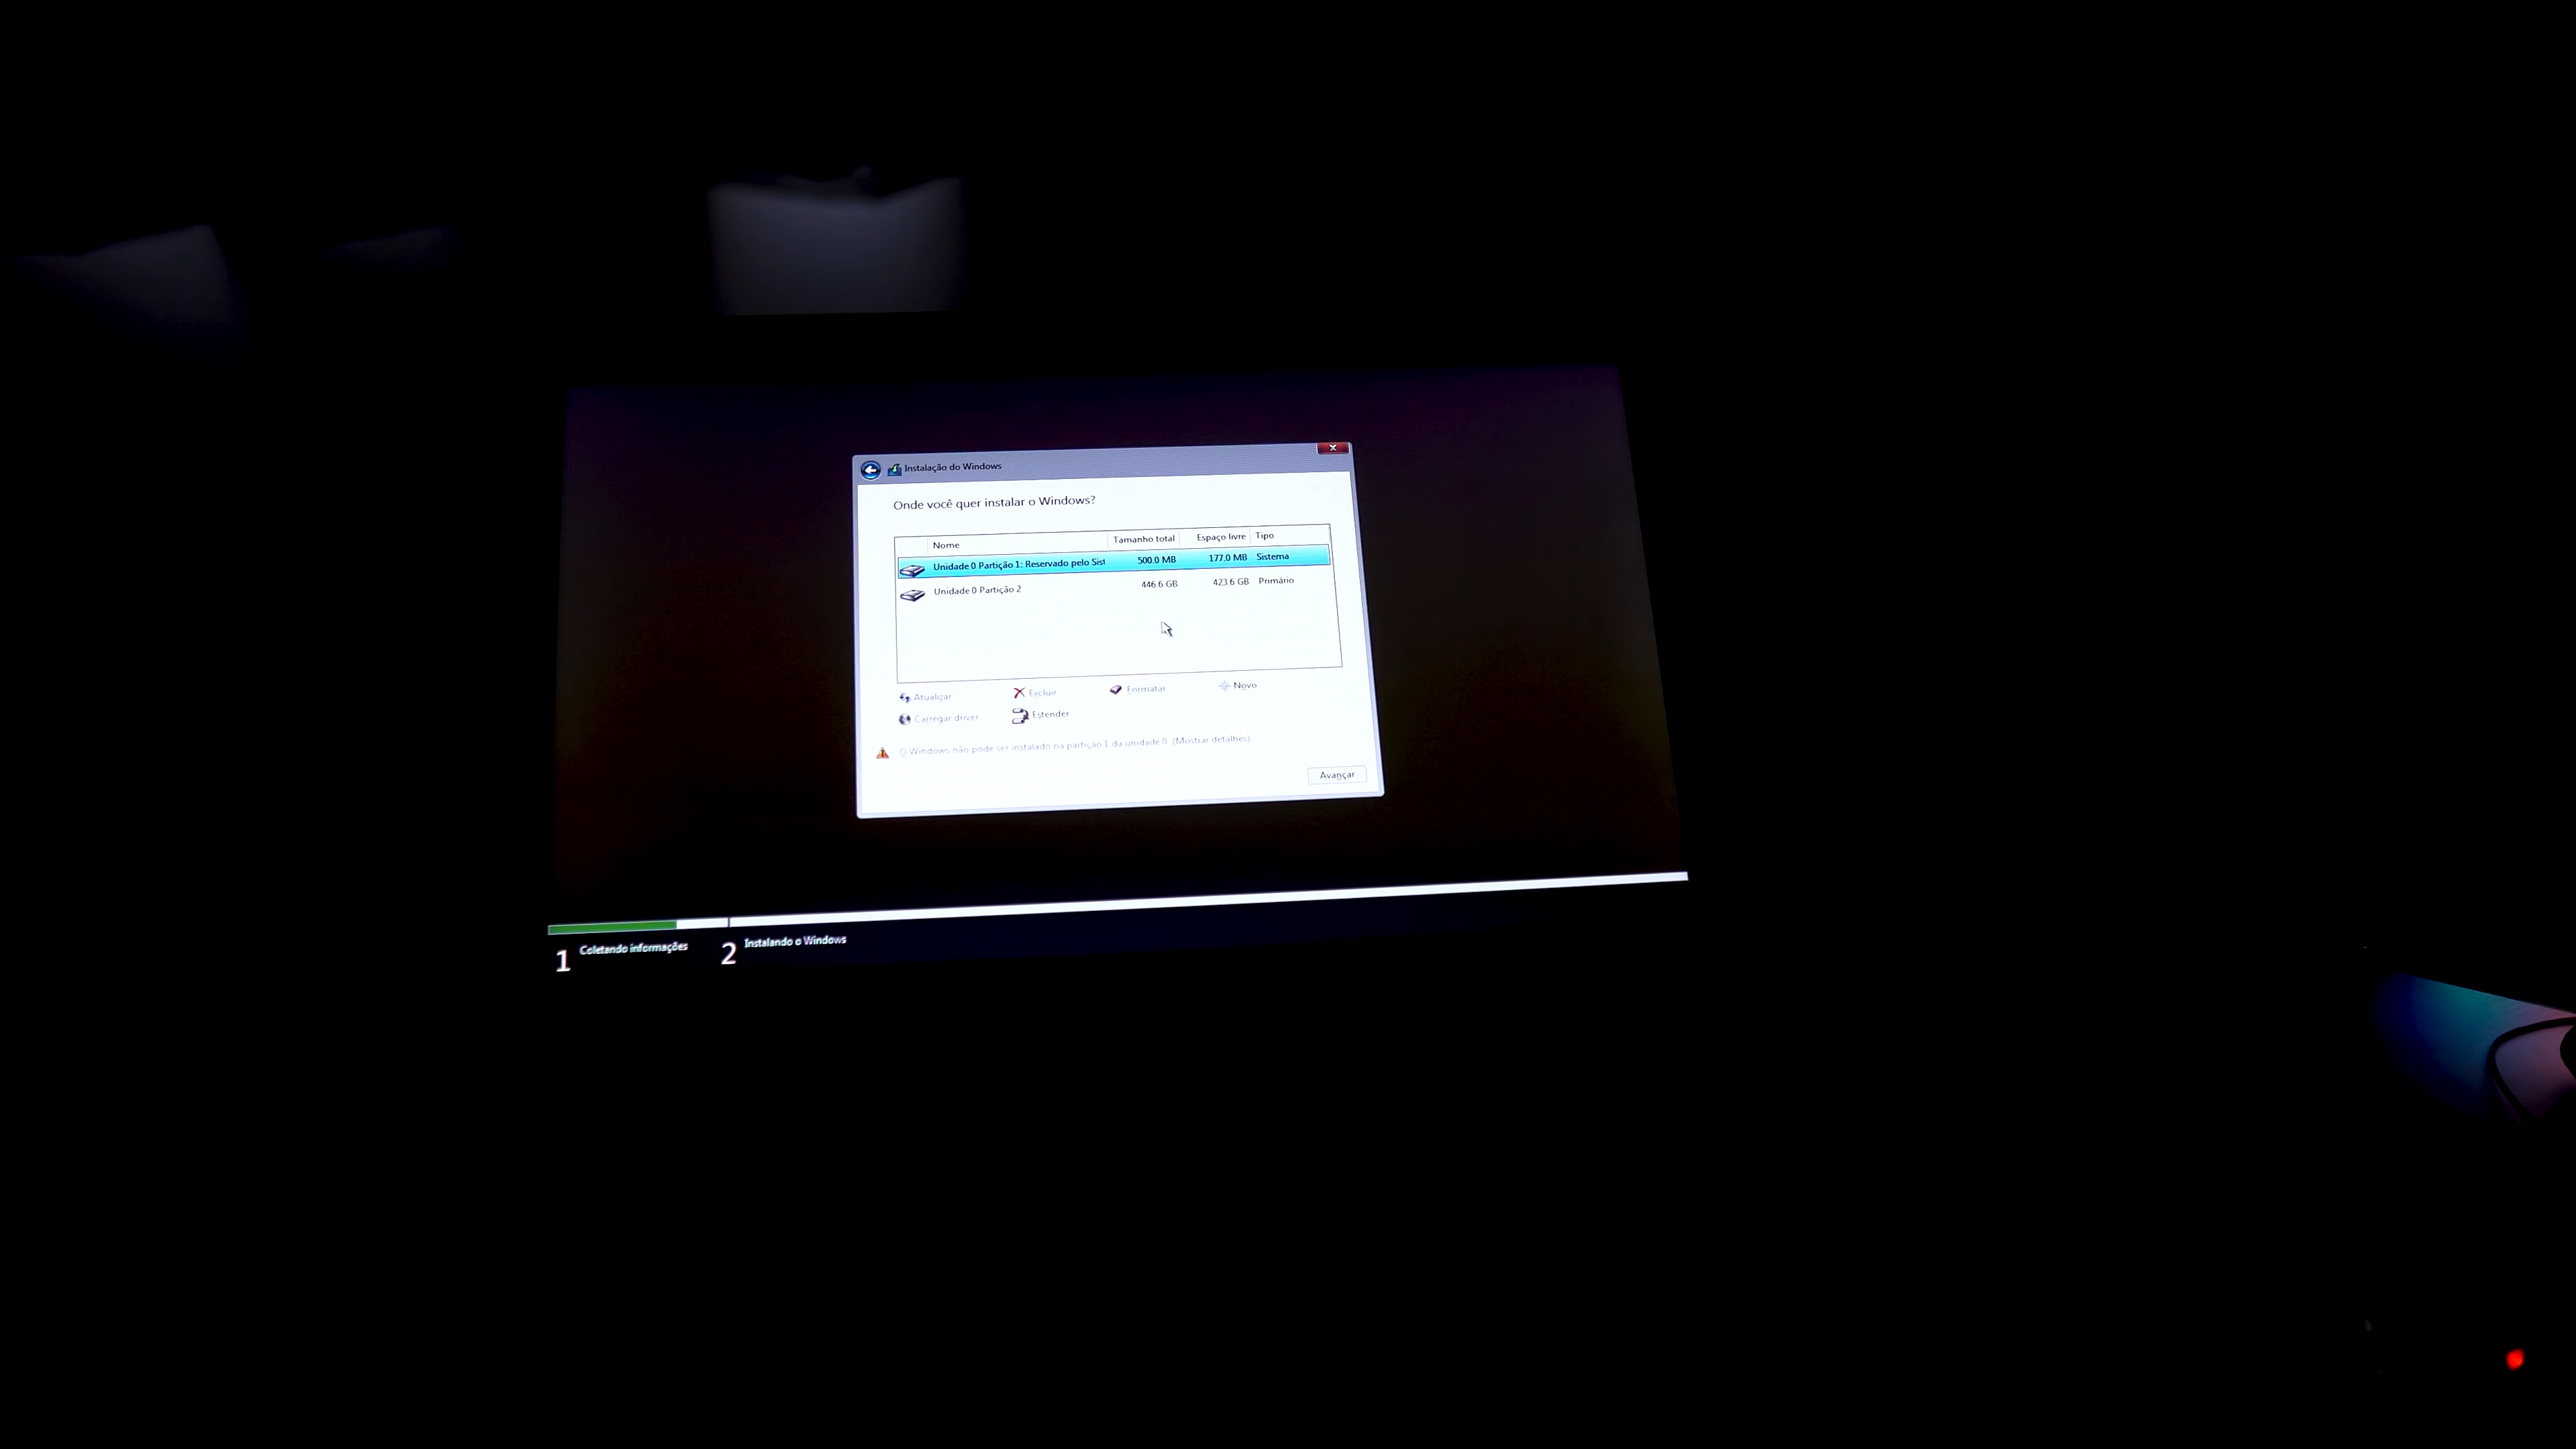 Instalação do Windows
Onde você quer instalar o Windows?
Nome Tamanho total Espaço livre Tipo
Unidade 0 Partição 1: Reservado pelo Sist 500.0 MB 177.0 MB Sistema
Unidade 0 Partição 2 446.6 GB 423.6 GB Primário
Atualizar Excluir Formatar Novo
Carregar driver Estender
O Windows não pode ser instalado na partição 1 da unidade 0. (Mostrar detalhes)
Avançar
1 Coletando informações 2 Instalando o Windows